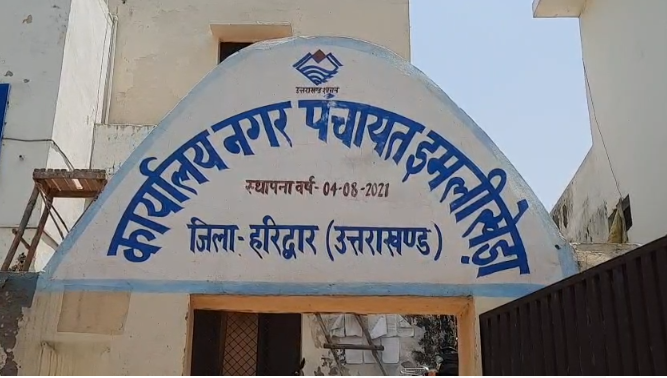 उत्तराखण्ड शासन
कार्यालय नगर पंचायत इमलीखेड़ा
स्थापना वर्ष- 04-08-2021
जिला- हरिद्वार (उत्तराखण्ड)